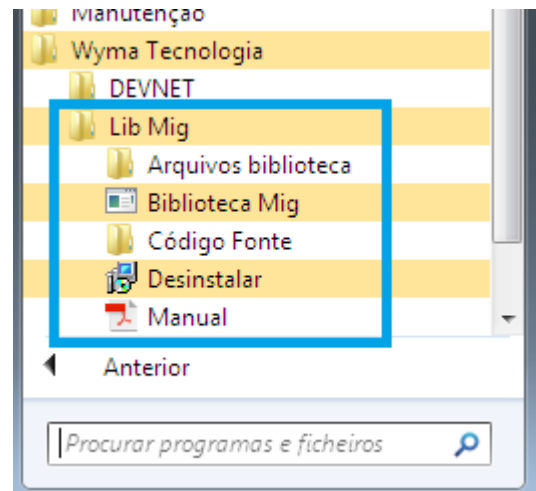 Manutenção
Wyma Tecnologia
DEVNET
Lib Mig
Arquivos biblioteca
Biblioteca Mig
Código Fonte
Desinstalar
Manual
Anterior
Procurar programas e ficheiros